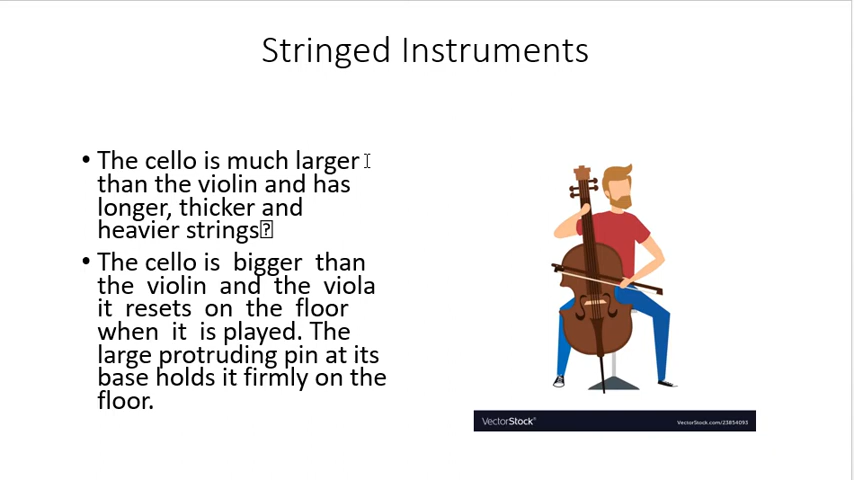 Stringed Instruments
• The cello is much larger
than the violin and has
longer, thicker and
heavier strings
• The cello is bigger than
the violin and the viola
it resets on the floor
when it is played. The
large protruding pin at its
base holds it firmly on the
floor.
VectorStock®
VectorStock.com/23854093